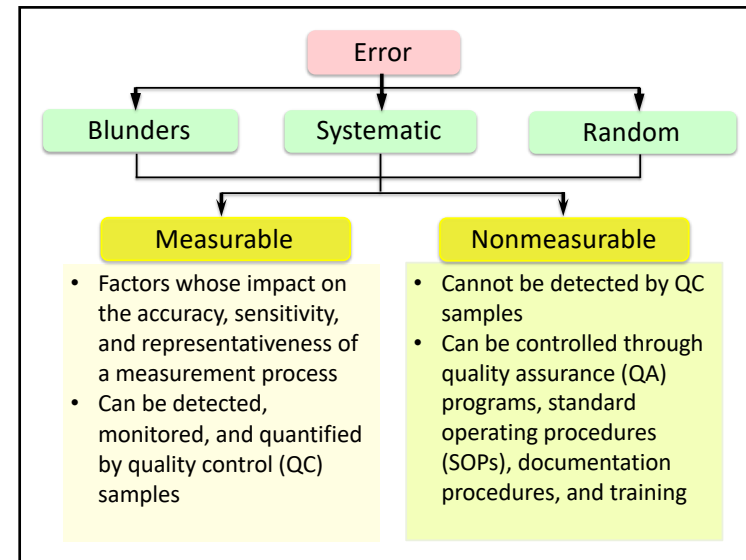 Error
Blunders
Systematic
Random
Measurable
Nonmeasurable
• Factors whose impact on
the accuracy, sensitivity,
and representativeness of
a measurement process
• Can be detected,
monitored, and quantified
by quality control (QC)
samples
• Cannot be detected by QC
samples
• Can be controlled through
quality assurance (QA)
programs, standard
operating procedures
(SOPs), documentation
procedures, and training